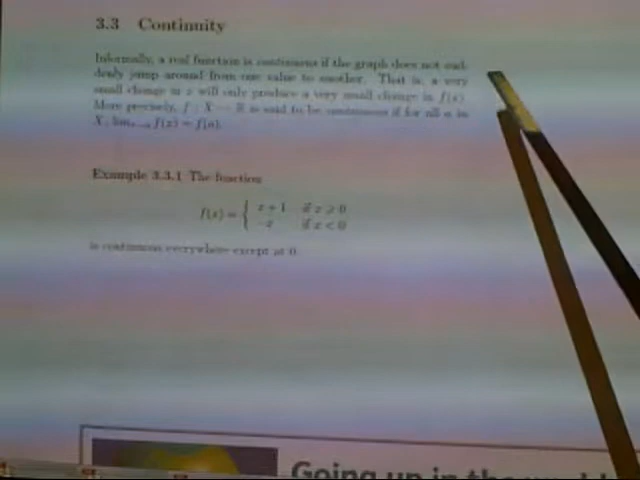 3.3 Continuity
Informally, a real function is continuous if the graph does not sud-
denly jump around from one value to another. That is, a very
small change in x will only produce a very small change in f(x).
More precisely, f : X → ℝ is said to be continuous if for all a in
X, lim x→a f(x) = f(a).
Example 3.3.1 The function
f(x) = { x + 1 if x ≥ 0
-x if x < 0
is continuous everywhere except at 0.
Going up in the world